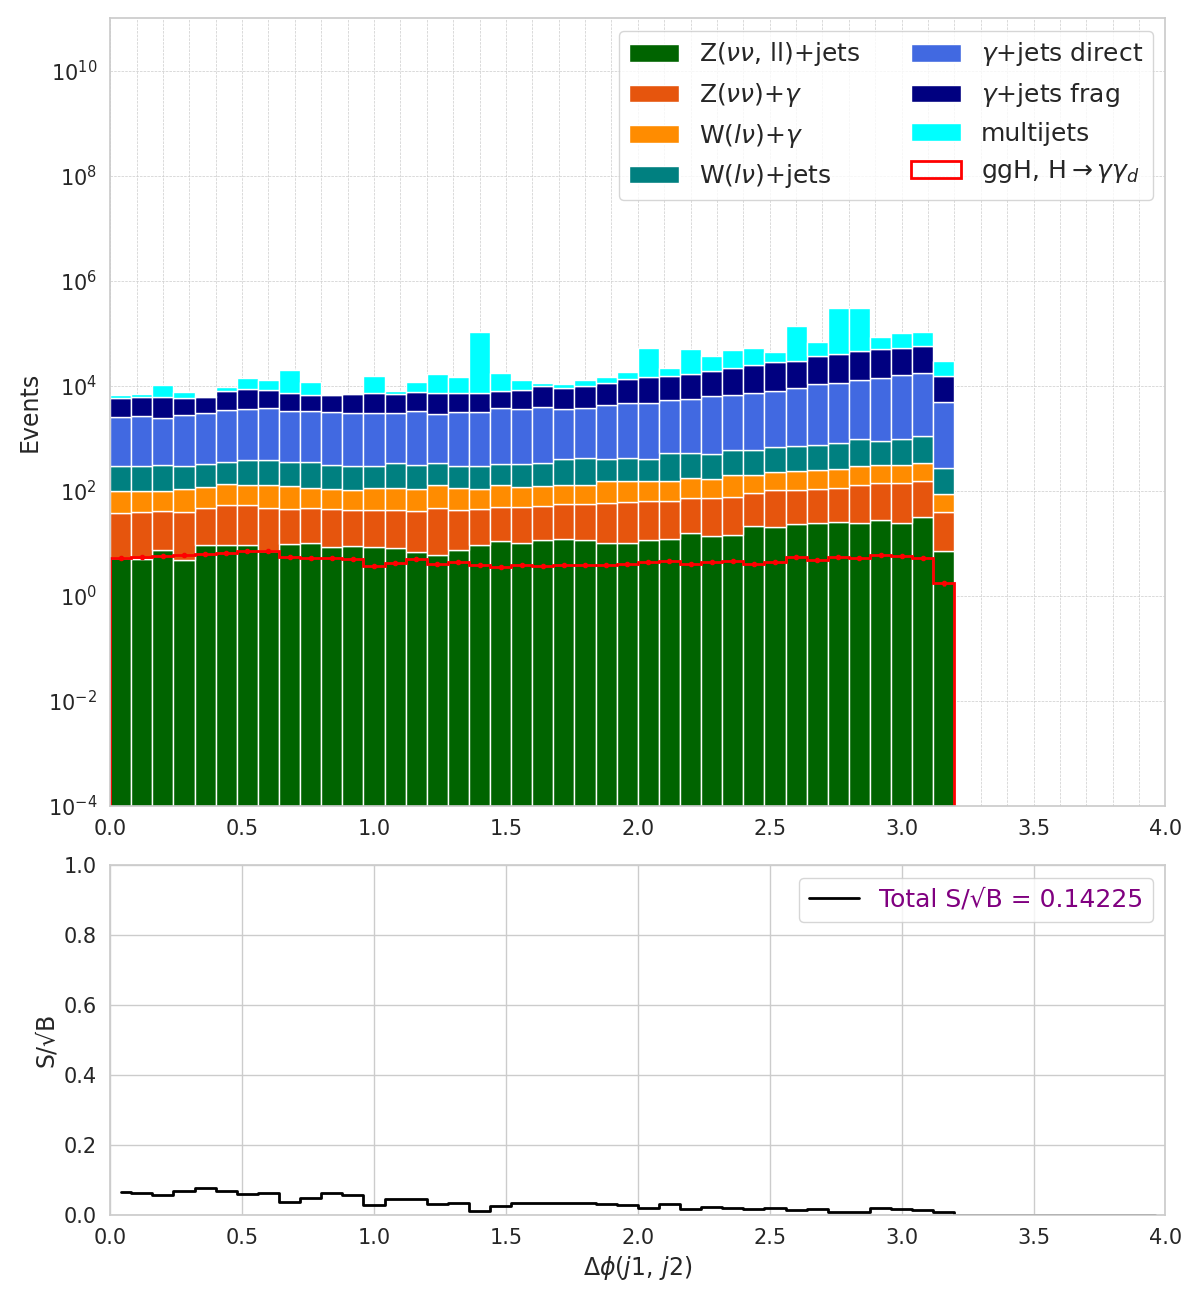 Z(νν, ll)+jets
Z(νν)+γ
W(lν)+γ
W(lν)+jets
γ+jets direct
γ+jets frag
multijets
ggH, H→γγ_d
Events
10^10
10^8
10^6
10^4
10^2
10^0
10^−2
10^−4
0.0 0.5 1.0 1.5 2.0 2.5 3.0 3.5 4.0
Total S/√B = 0.14225
S/√B
1.0
0.8
0.6
0.4
0.2
0.0
0.0 0.5 1.0 1.5 2.0 2.5 3.0 3.5 4.0
Δϕ(j1, j2)